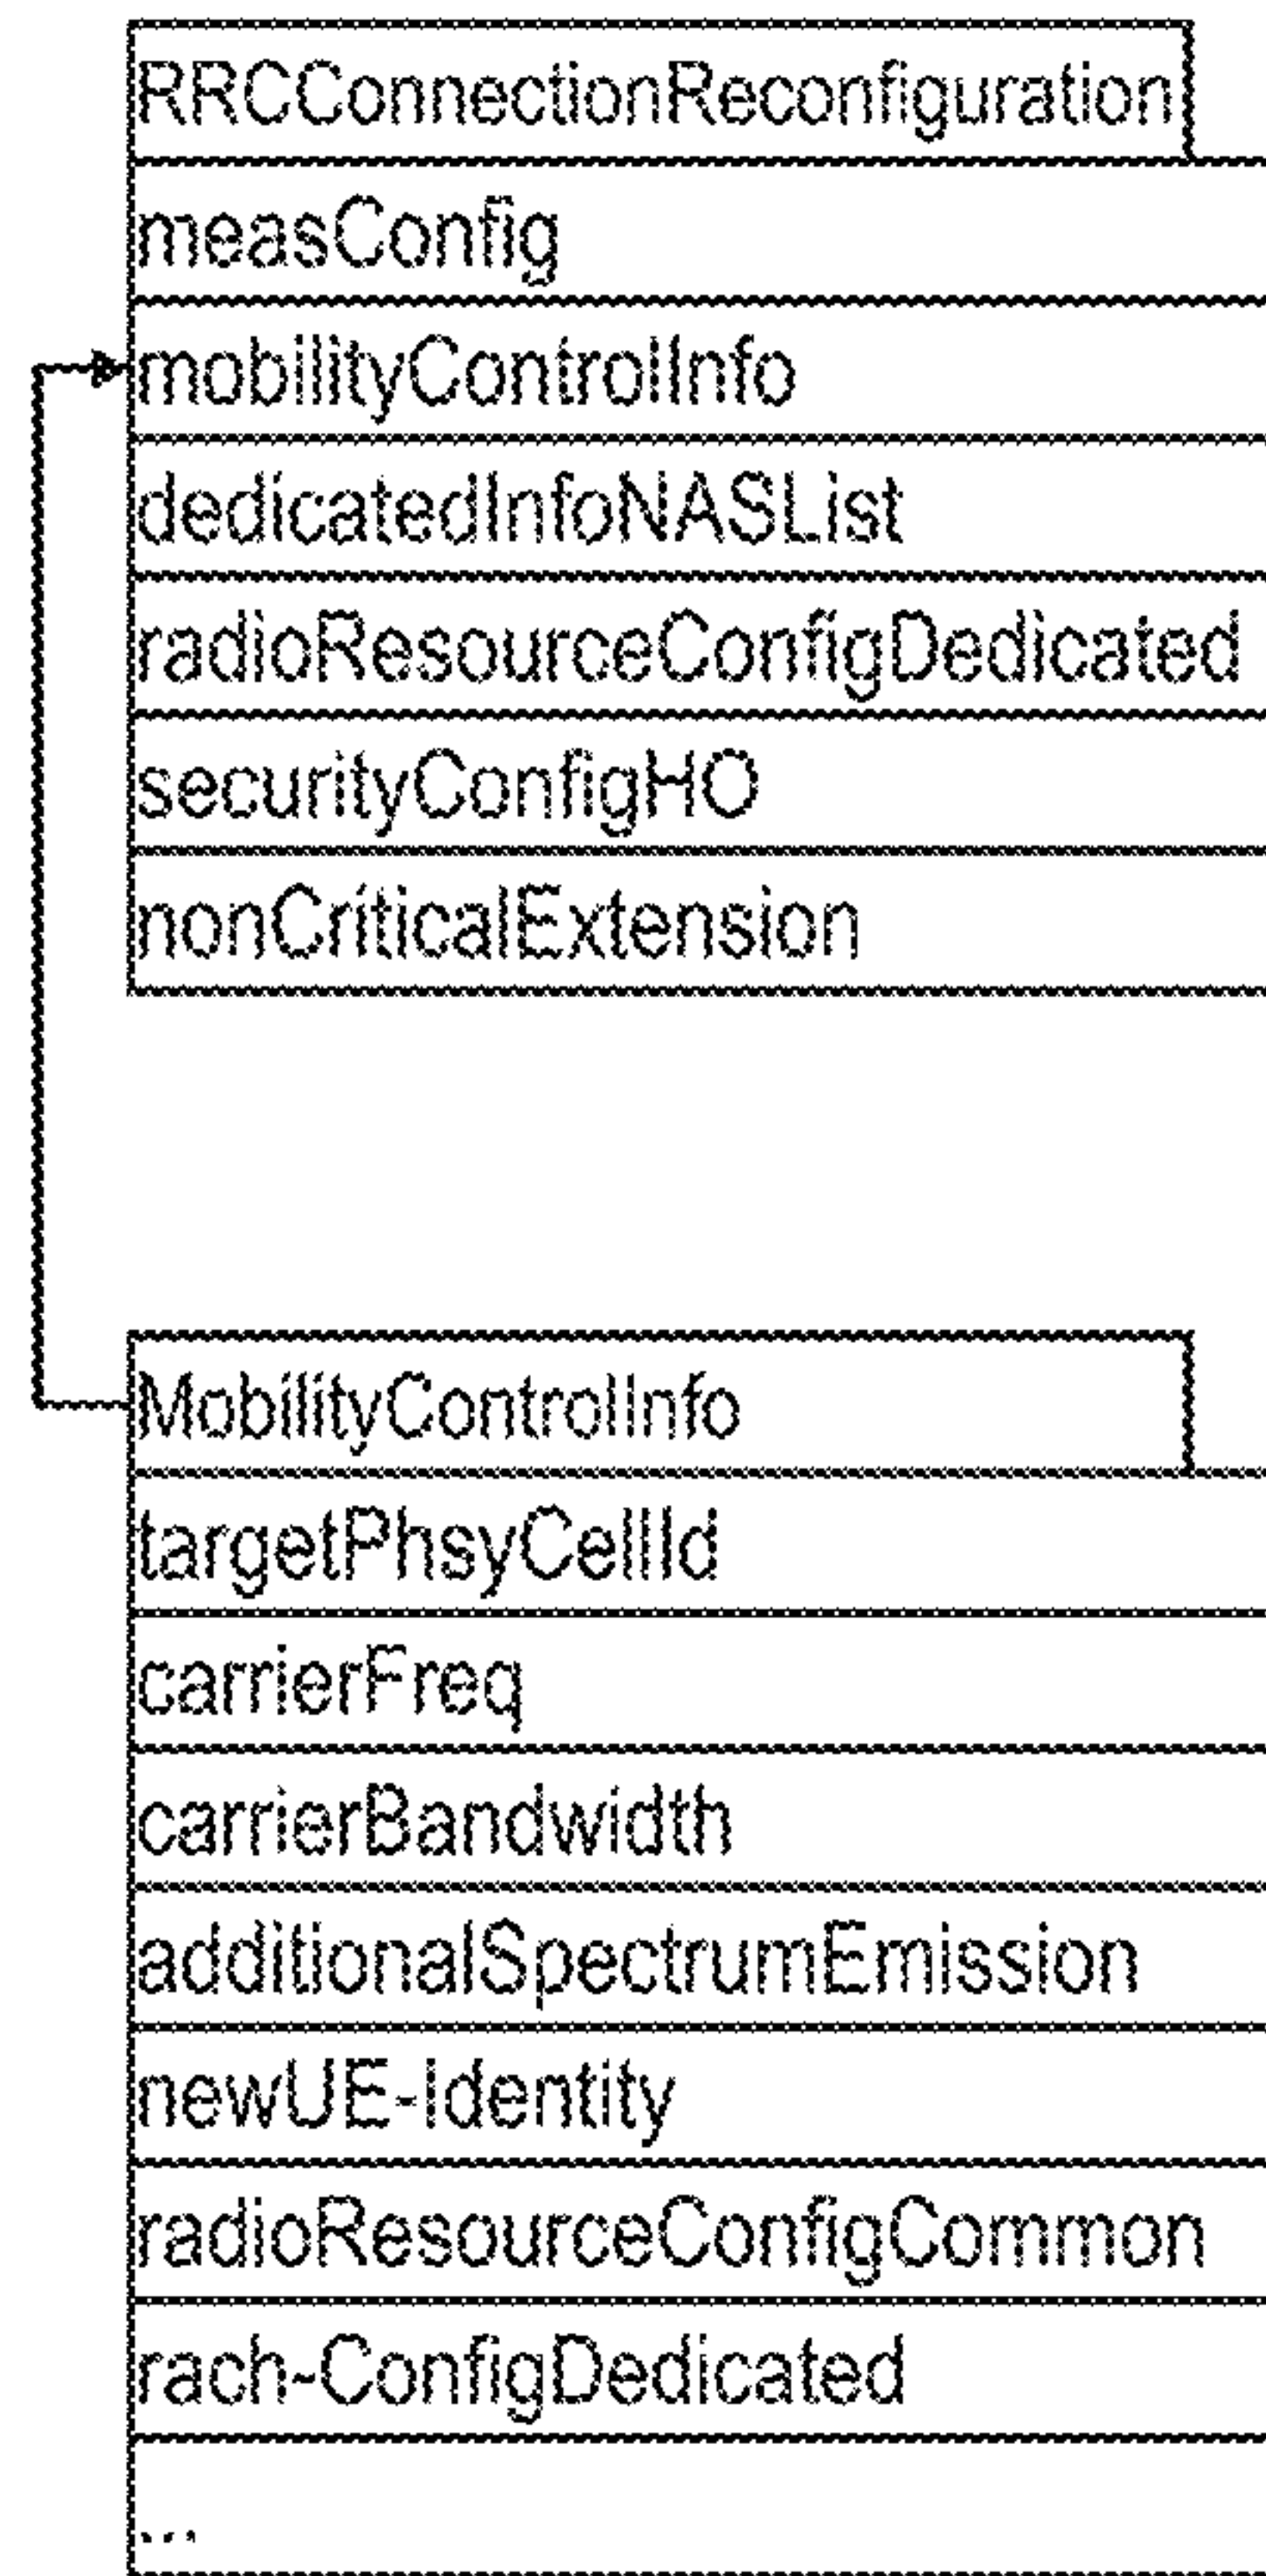 RRCConnectionReconfiguration
measConfig
mobilityControlInfo
dedicatedInfoNASList
radioResourceConfigDedicated
securityConfigHO
nonCriticalExtension
MobilityControlInfo
targetPhsyCellId
carrierFreq
carrierBandwidth
additionalSpectrumEmission
newUE-Identity
radioResourceConfigCommon
rach-ConfigDedicated
...